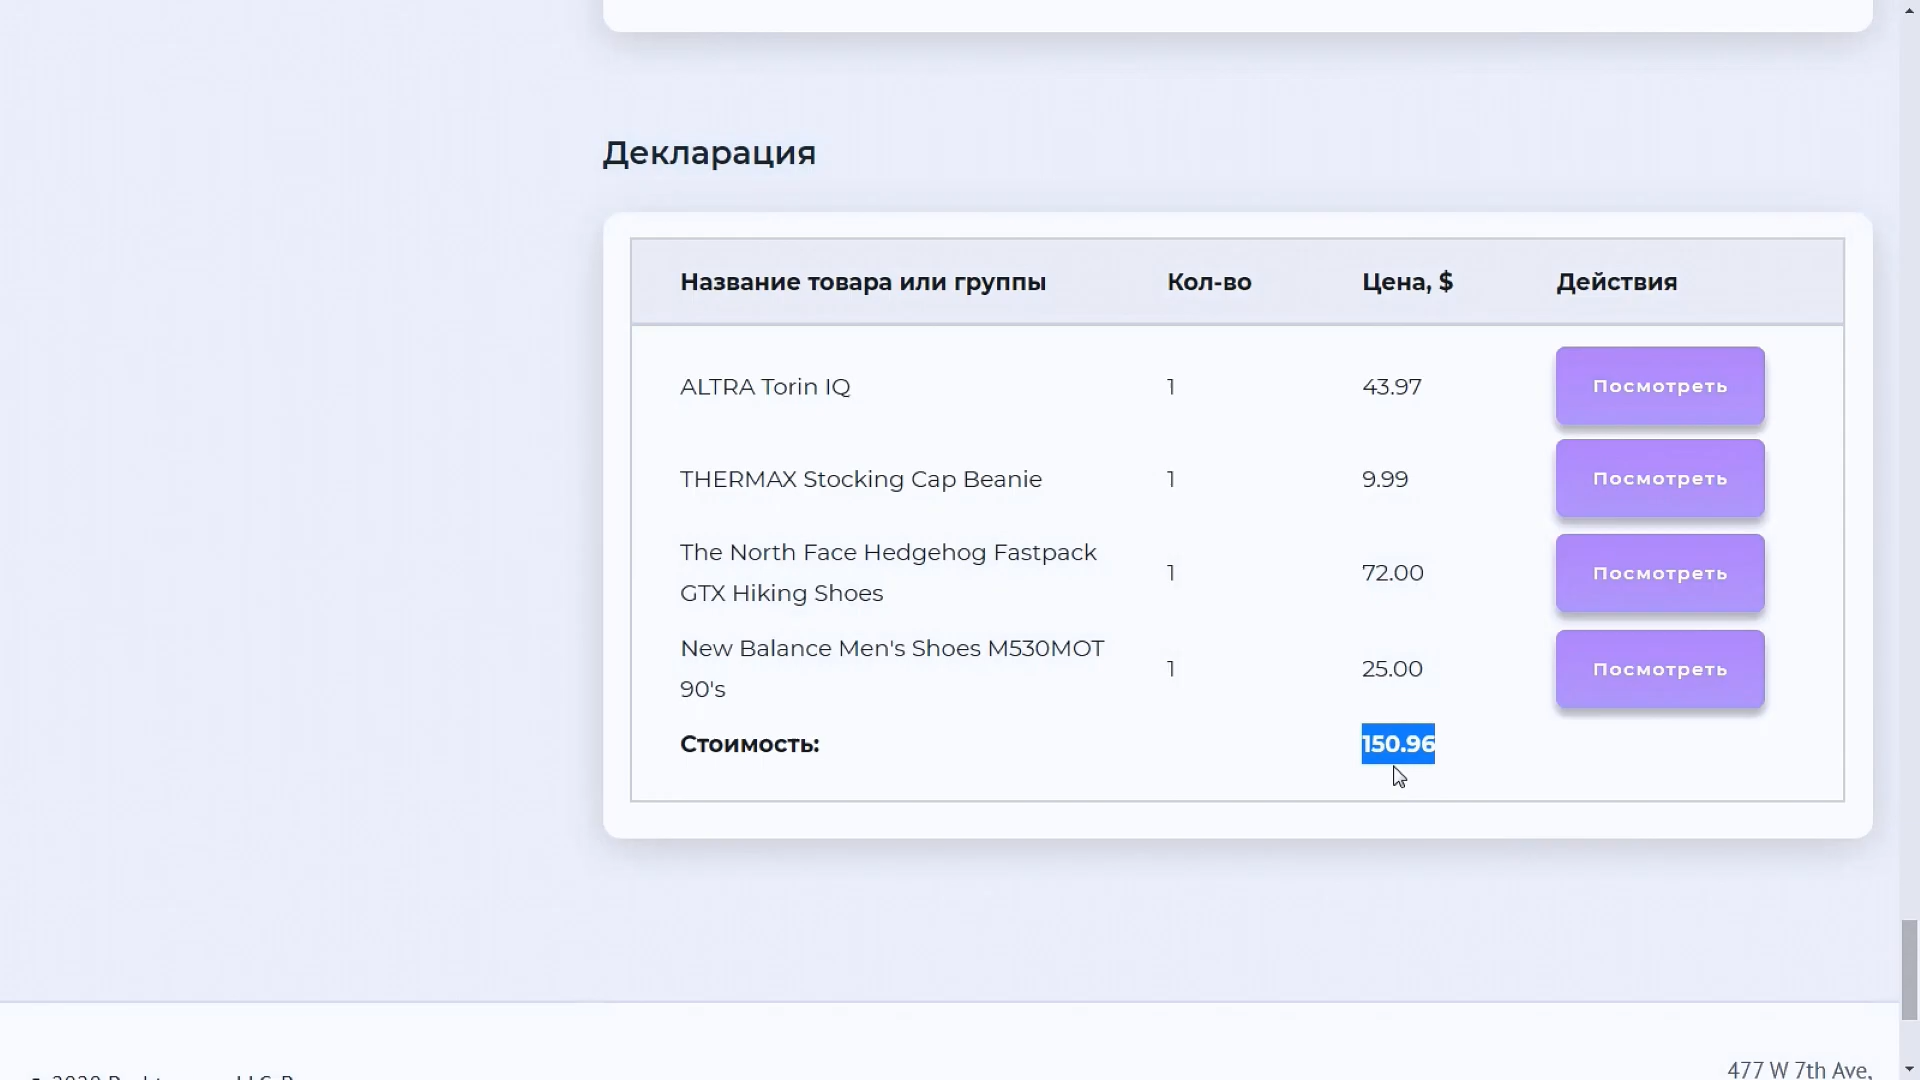 Декларация
Название товара или группы Кол-во Цена, $ Действия
ALTRA Torin IQ 1 43.97 Посмотреть
THERMAX Stocking Cap Beanie 1 9.99 Посмотреть
The North Face Hedgehog Fastpack
GTX Hiking Shoes 1 72.00 Посмотреть
New Balance Men's Shoes M530MOT
90's 1 25.00 Посмотреть
Стоимость: 150.96
477 W 7th Ave,